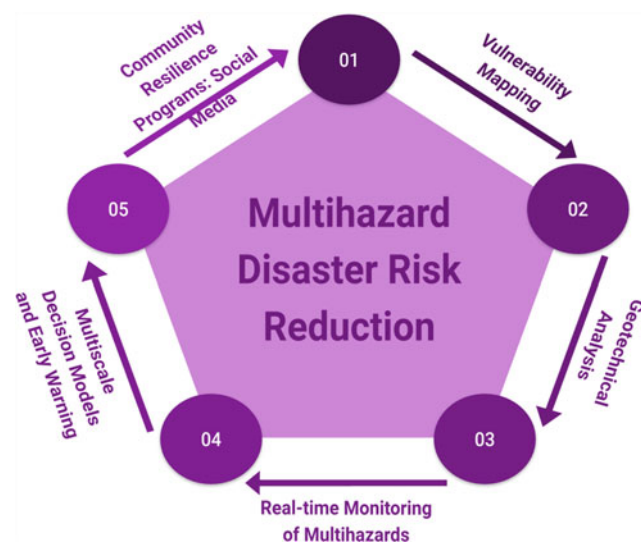 01
Vulnerability
Mapping
02
Geotechnical
Analysis
03
Real-time Monitoring
of Multihazards
04
Multiscale
Decision Models
and Early Warning
05
Community
Resilience
Programs: Social
Media
Multihazard
Disaster Risk
Reduction